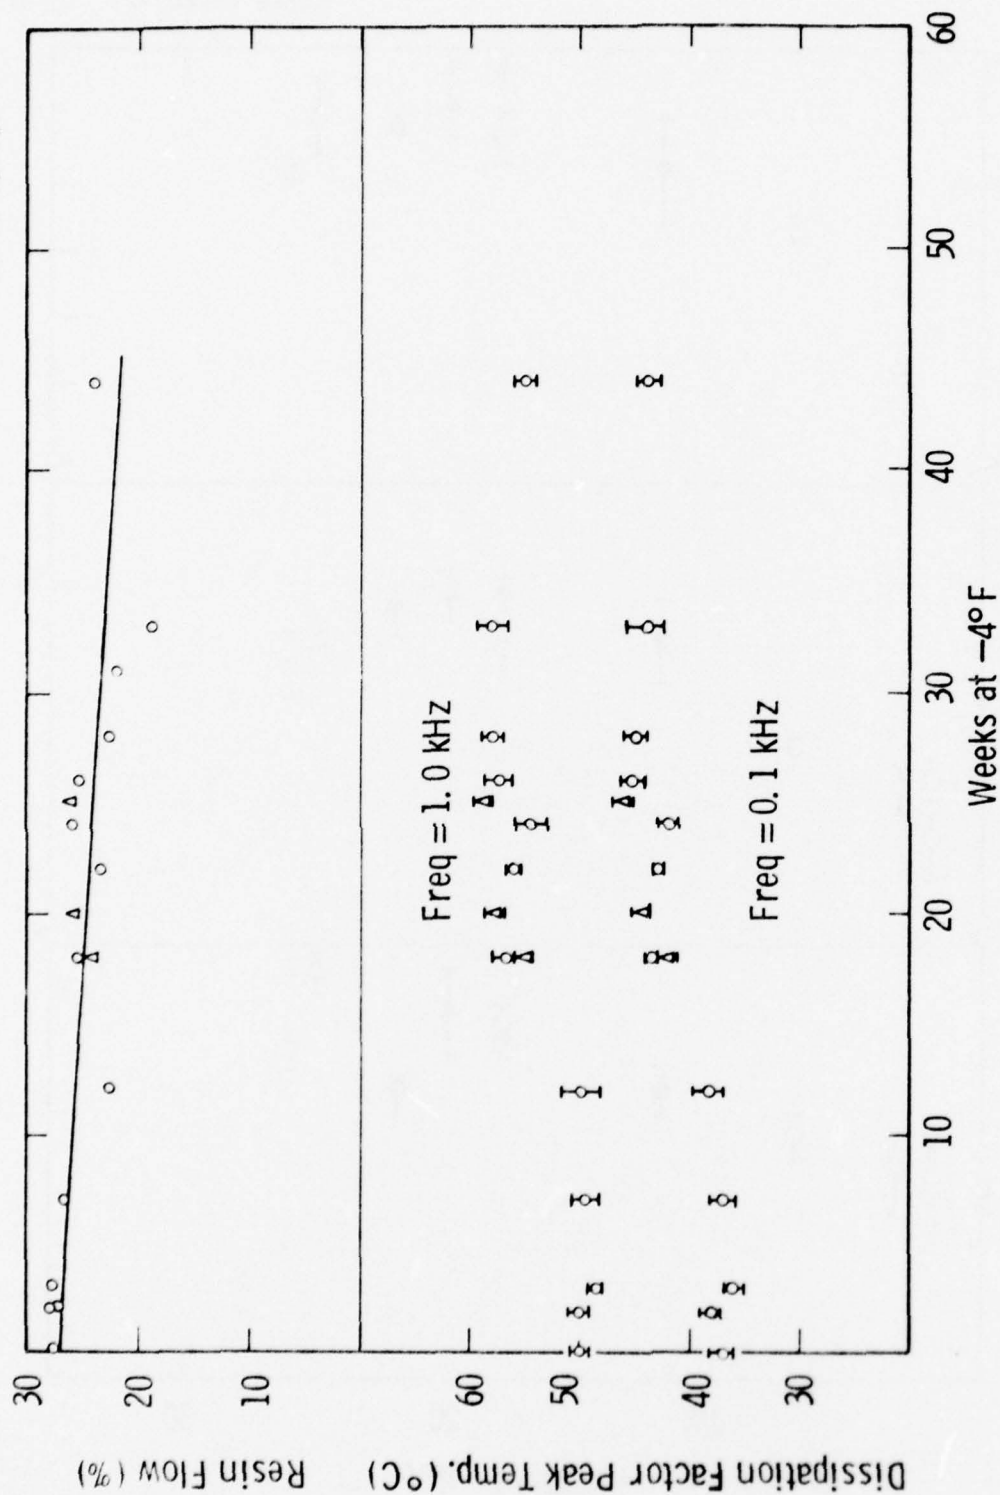 Resin Flow (%)
30
20
10
Dissipation Factor Peak Temp. (°C)
60
50
40
30
Freq = 1.0 kHz
Freq = 0.1 kHz
10
20
30
40
50
60
Weeks at -4°F